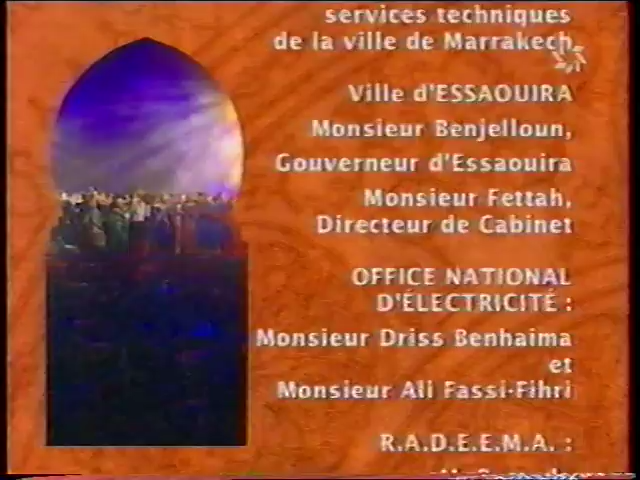 services techniques
de la ville de Marrakech,
Ville d'ESSAOUIRA
Monsieur Benjelloun,
Gouverneur d'Essaouira
Monsieur Fettah,
Directeur de Cabinet
OFFICE NATIONAL
D'ÉLECTRICITÉ :
Monsieur Driss Benhaima
et
Monsieur Ali Fassi-Fihri
R.A.D.E.E.M.A. :